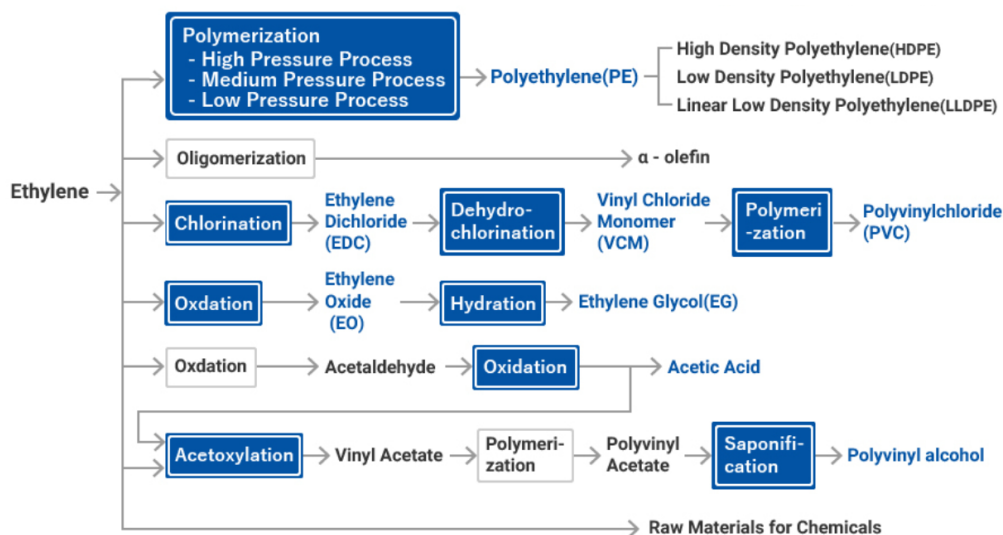 Polymerization
- High Pressure Process
- Medium Pressure Process
- Low Pressure Process
Polyethylene(PE)
High Density Polyethylene(HDPE)
Low Density Polyethylene(LDPE)
Linear Low Density Polyethylene(LLDPE)
Oligomerization
α - olefin
Ethylene
Chlorination
Ethylene
Dichloride
(EDC)
Dehydro-
chlorination
Vinyl Chloride
Monomer
(VCM)
Polymeri
-zation
Polyvinylchloride
(PVC)
Oxdation
Ethylene
Oxide
(EO)
Hydration
Ethylene Glycol(EG)
Oxdation
Acetaldehyde
Oxidation
Acetic Acid
Acetoxylation
Vinyl Acetate
Polymeri-
zation
Polyvinyl
Acetate
Saponifi-
cation
Polyvinyl alcohol
Raw Materials for Chemicals